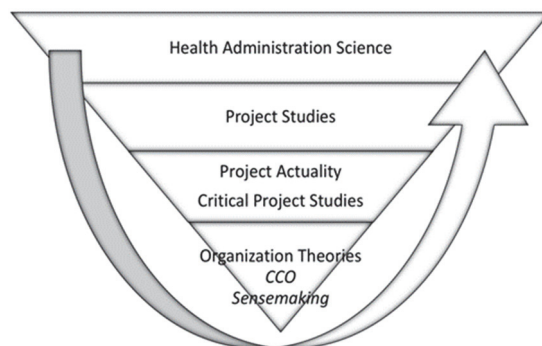 Health Administration Science
Project Studies
Project Actuality
Critical Project Studies
Organization Theories
CCO
Sensemaking